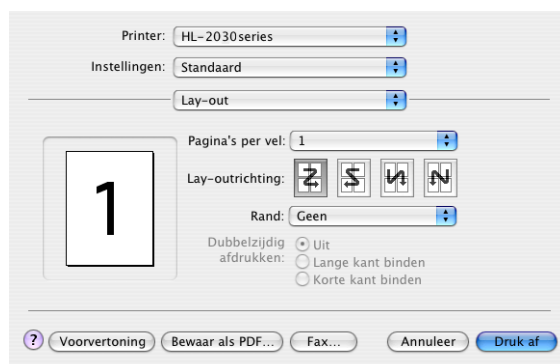 Printer: HL-2030series
Instellingen: Standaard
Lay-out
Pagina's per vel: 1
Lay-outrichting:
Rand: Geen
Dubbelzijdig afdrukken: Uit
Lange kant binden
Korte kant binden
1
? Voorvertoning Bewaar als PDF... Fax... Annuleer Druk af